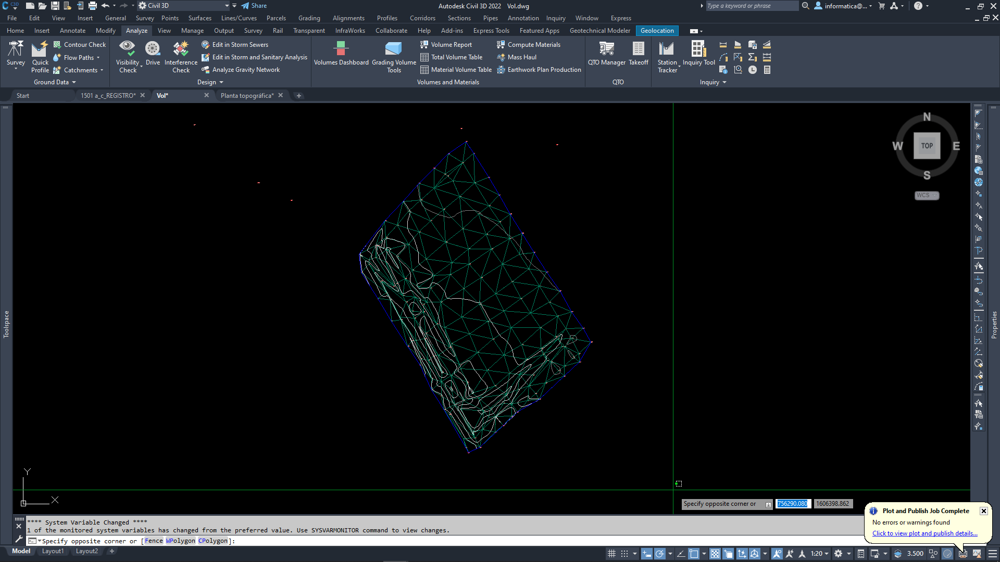 C3D Civil 3D Share Autodesk Civil 3D 2022 Vol.dwg Type a keyword or phrase informatica@...
File Edit View Insert General Survey Points Surfaces Lines/Curves Parcels Grading Alignments Profiles Corridors Sections Pipes Annotation Inquiry Window Express
Home Insert Annotate Modify Analyze View Manage Output Survey Rail Transparent InfraWorks Collaborate Help Add-ins Express Tools Featured Apps Geotechnical Modeler Geolocation
Survey
Quick Profile
Contour Check
Flow Paths
Catchments
Ground Data
Visibility Check
Drive
Interference Check
Edit in Storm Sewers
Edit in Storm and Sanitary Analysis
Analyze Gravity Network
Design
Volumes Dashboard
Grading Volume Tools
Volume Report
Total Volume Table
Material Volume Table
Compute Materials
Mass Haul
Earthwork Plan Production
Volumes and Materials
QTO Manager
Takeoff
QTO
Station Tracker
Inquiry Tool
Inquiry
Start 1501 a_c_REGISTRO* Vol* Planta topográfica*
N
W TOP E
S
WCS
Toolspace
Properties
Y
X
Specify opposite corner or 756290.080 1606398.862
Plot and Publish Job Complete
No errors or warnings found
Click to view plot and publish details...
**** System Variable Changed ****
1 of the monitored system variables has changed from the preferred value. Use SYSVARMONITOR command to view changes.
Specify opposite corner or [Fence WPolygon CPolygon]:
Model Layout1 Layout2 1:20 3.500